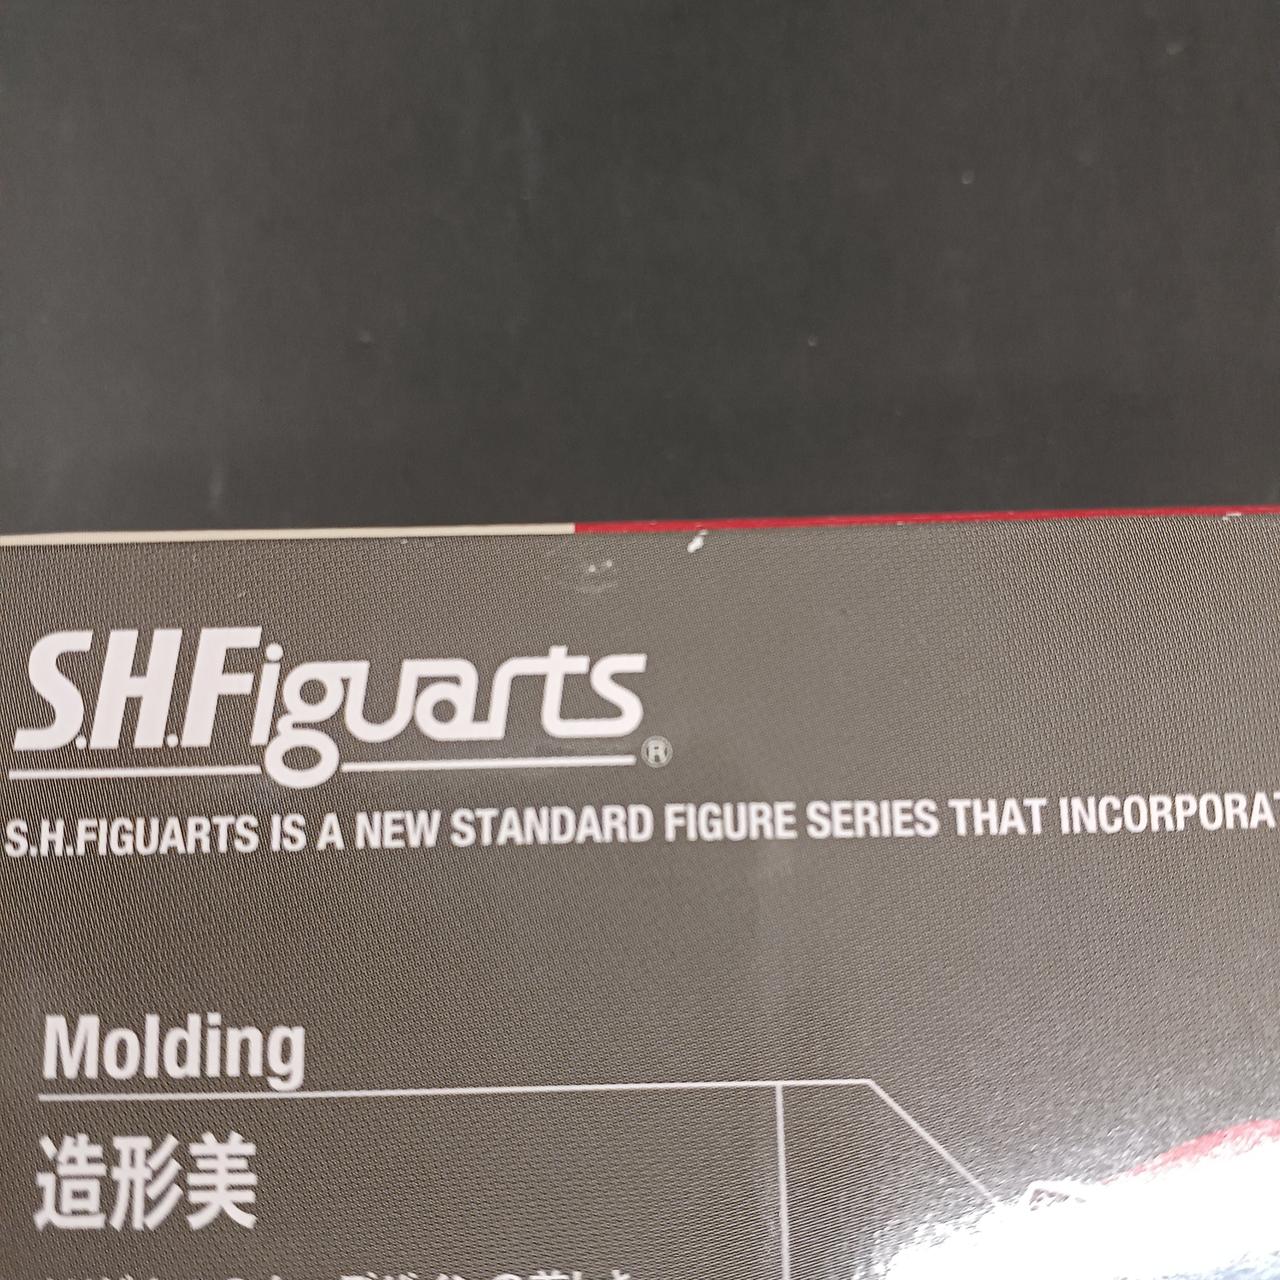 S.H.Figuarts®
S.H.FIGUARTS IS A NEW STANDARD FIGURE SERIES THAT INCORPORAT
Molding
造形美